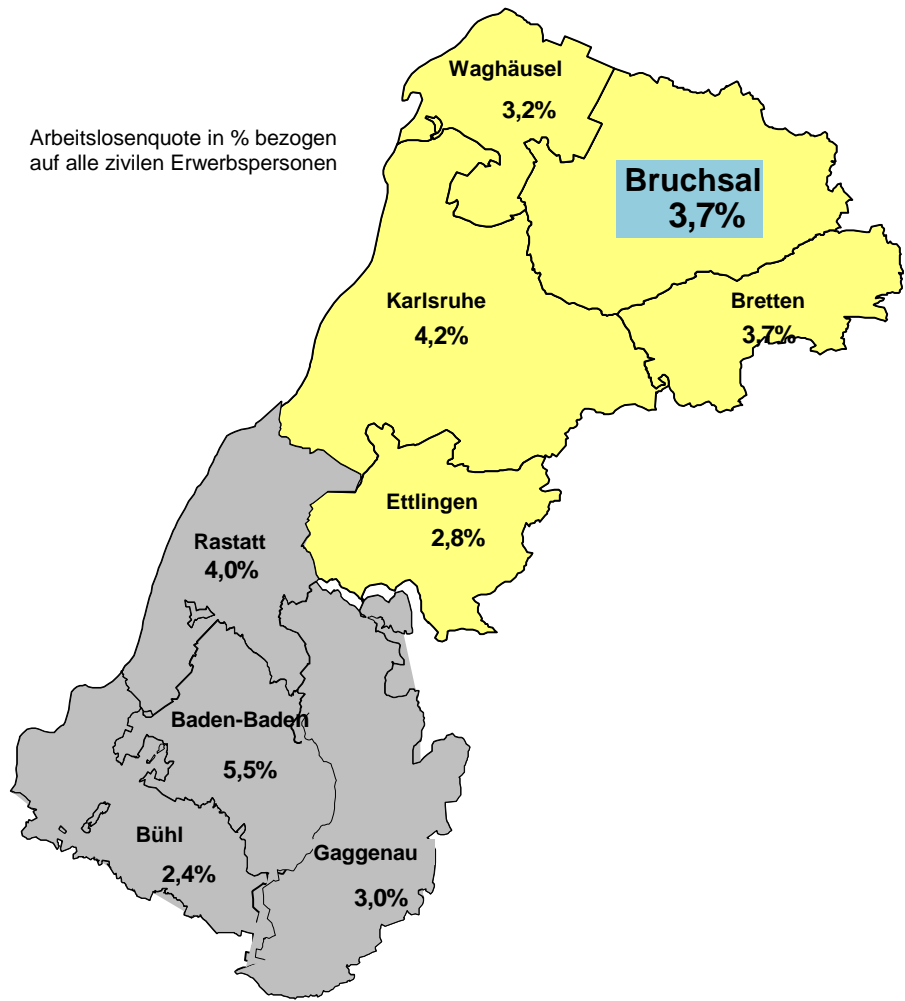 Waghäusel
3,2%
Arbeitslosenquote in % bezogen
auf alle zivilen Erwerbspersonen
Bruchsal
3,7%
Karlsruhe
4,2%
Bretten
3,7%
Ettlingen
2,8%
Rastatt
4,0%
Baden-Baden
5,5%
Bühl
2,4%
Gaggenau
3,0%